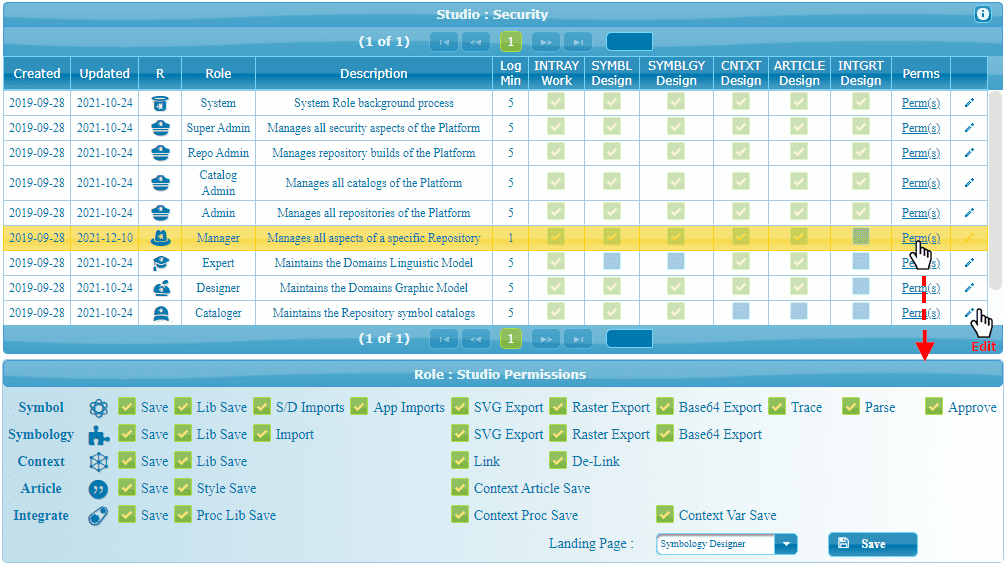 Studio : Security
(1 of 1) 1
Created Updated R Role Description Log Min INTRAY Work SYMBL Design SYMBLGY Design CNTXT Design ARTICLE Design INTGRT Design Perms
2019-09-28 2021-10-24 System System Role background process 5 Perm(s)
2019-09-28 2021-10-24 Super Admin Manages all security aspects of the Platform 5 Perm(s)
2019-09-28 2021-10-24 Repo Admin Manages repository builds of the Platform 5 Perm(s)
2019-09-28 2021-10-24 Catalog Admin Manages all catalogs of the Platform 5 Perm(s)
2019-09-28 2021-10-24 Admin Manages all repositories of the Platform 5 Perm(s)
2019-09-28 2021-12-10 Manager Manages all aspects of a specific Repository 1 Perm(s)
2019-09-28 2021-10-24 Expert Maintains the Domains Linguistic Model 5 Perm(s)
2019-09-28 2021-10-24 Designer Maintains the Domains Graphic Model 5 Perm(s)
2019-09-28 2021-10-24 Cataloger Maintains the Repository symbol catalogs 5 Perm(s)
(1 of 1) 1
Edit
Role : Studio Permissions
Symbol Save Lib Save S/D Imports App Imports SVG Export Raster Export Base64 Export Trace Parse Approve
Symbology Save Lib Save Import SVG Export Raster Export Base64 Export
Context Save Lib Save Link De-Link
Article Save Style Save Context Article Save
Integrate Save Proc Lib Save Context Proc Save Context Var Save
Landing Page : Symbology Designer Save